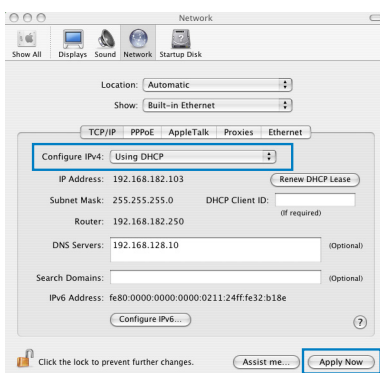 Network
Show All Displays Sound Network Startup Disk
Location: Automatic
Show: Built-in Ethernet
TCP/IP PPPoE AppleTalk Proxies Ethernet
Configure IPv4: Using DHCP
IP Address: 192.168.182.103 Renew DHCP Lease
Subnet Mask: 255.255.255.0 DHCP Client ID:
(If required)
Router: 192.168.182.250
DNS Servers: 192.168.128.10 (Optional)
Search Domains: (Optional)
IPv6 Address: fe80:0000:0000:0000:0211:24ff:fe32:b18e
Configure IPv6... ?
Click the lock to prevent further changes. Assist me... Apply Now